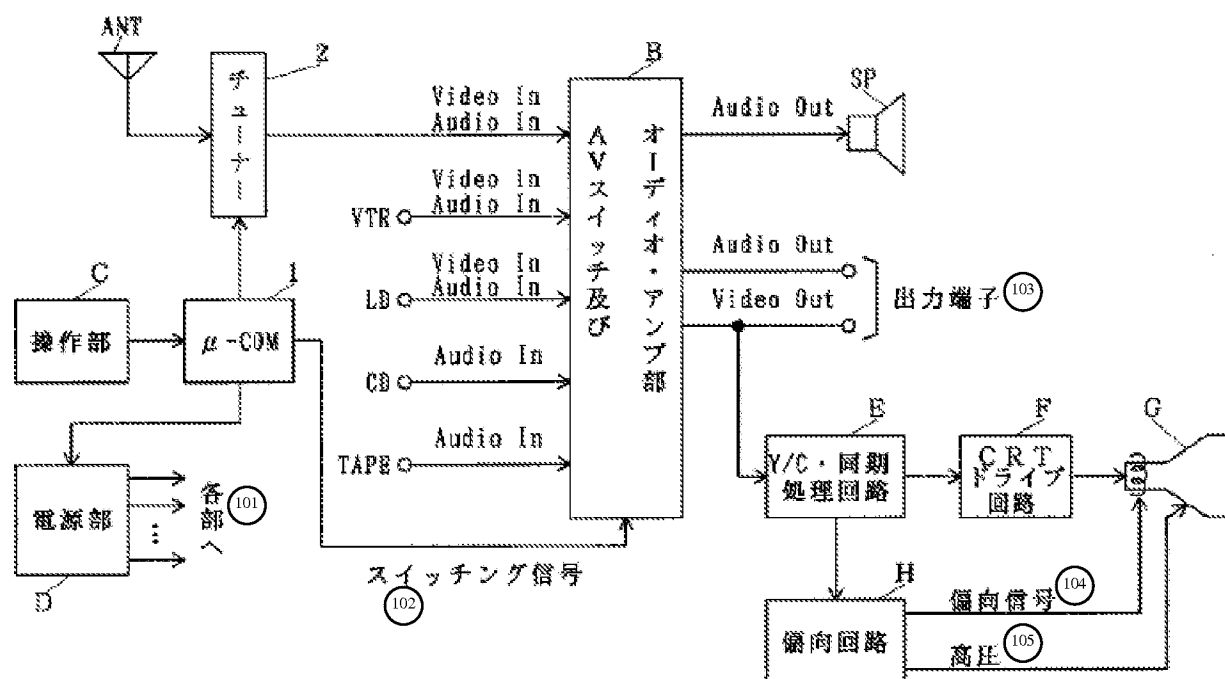 ANT
2
チューナー
B
SP
Video In
Audio In
Audio Out
AVスイッチ及び
オーディオ・アンプ部
Video In
VTR Audio In
Video In
LD Audio In
Audio Out
Video Out
出力端子 103
C
操作部
1
μ-COM
CD Audio In
TAPE Audio In
D
電源部
各部へ 101
スイッチング信号
102
E
Y/C・同期
処理回路
F
CRT
ドライブ
回路
G
H
偏向回路
偏向信号 104
高圧 105